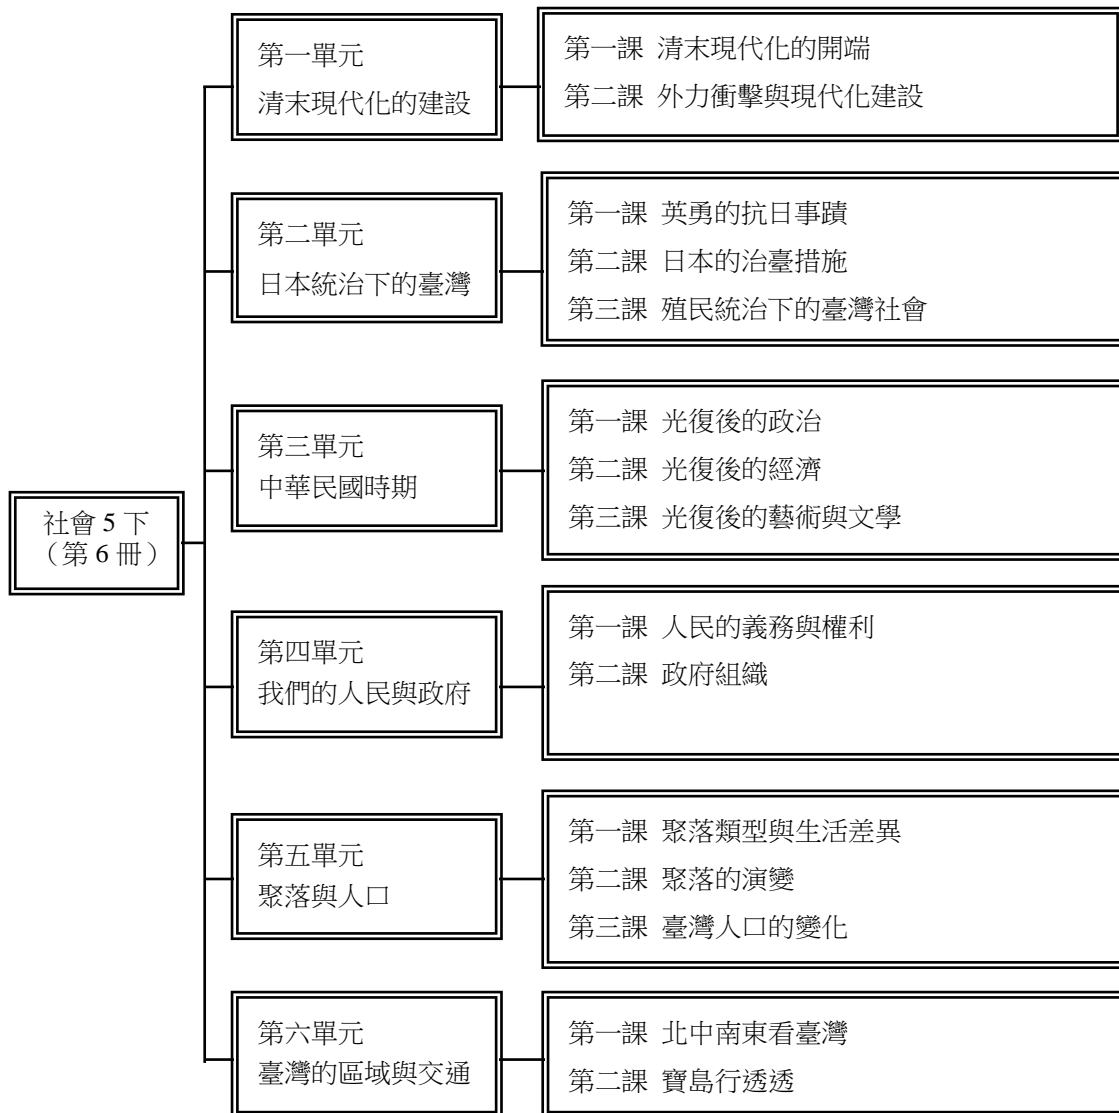 社會 5 下
（第 6 冊）
第一單元
清末現代化的建設
第一課 清末現代化的開端
第二課 外力衝擊與現代化建設
第二單元
日本統治下的臺灣
第一課 英勇的抗日事蹟
第二課 日本的治臺措施
第三課 殖民統治下的臺灣社會
第三單元
中華民國時期
第一課 光復後的政治
第二課 光復後的經濟
第三課 光復後的藝術與文學
第四單元
我們的人民與政府
第一課 人民的義務與權利
第二課 政府組織
第五單元
聚落與人口
第一課 聚落類型與生活差異
第二課 聚落的演變
第三課 臺灣人口的變化
第六單元
臺灣的區域與交通
第一課 北中南東看臺灣
第二課 寶島行透透